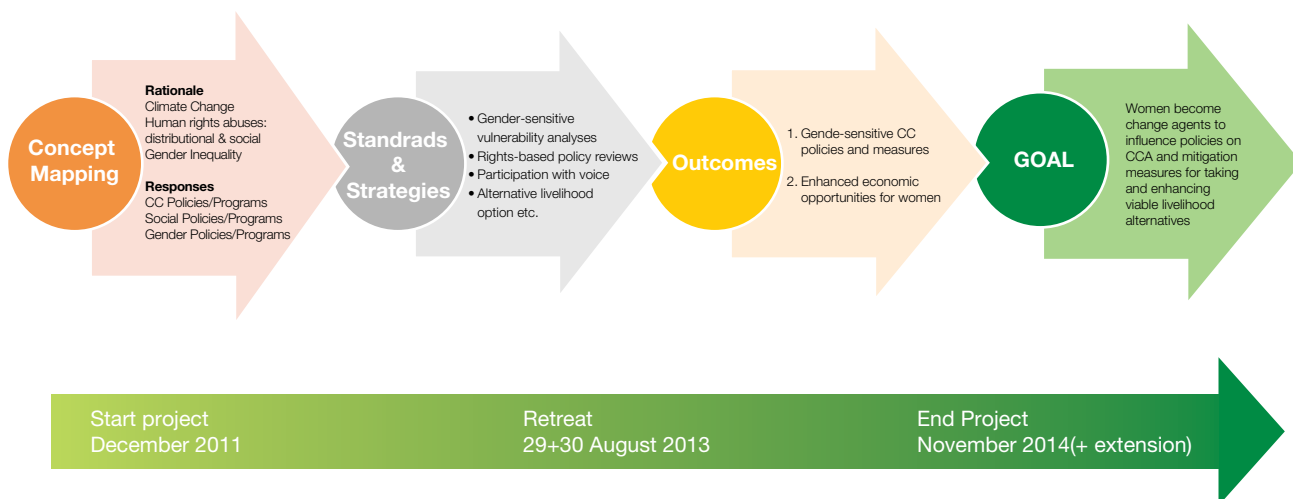 Concept
Mapping
Rationale
Climate Change
Human rights abuses:
distributional & social
Gender Inequality
Responses
CC Policies/Programs
Social Policies/Programs
Gender Policies/Programs
Standrads
&
Strategies
• Gender-sensitive
vulnerability analyses
• Rights-based policy reviews
• Participation with voice
• Alternative livelihood
option etc.
Outcomes
1. Gende-sensitive CC
policies and measures
2. Enhanced economic
opportunities for women
GOAL
Women become
change agents to
influence policies on
CCA and mitigation
measures for taking
and enhancing
viable livelihood
alternatives
Start project
December 2011
Retreat
29+30 August 2013
End Project
November 2014(+ extension)